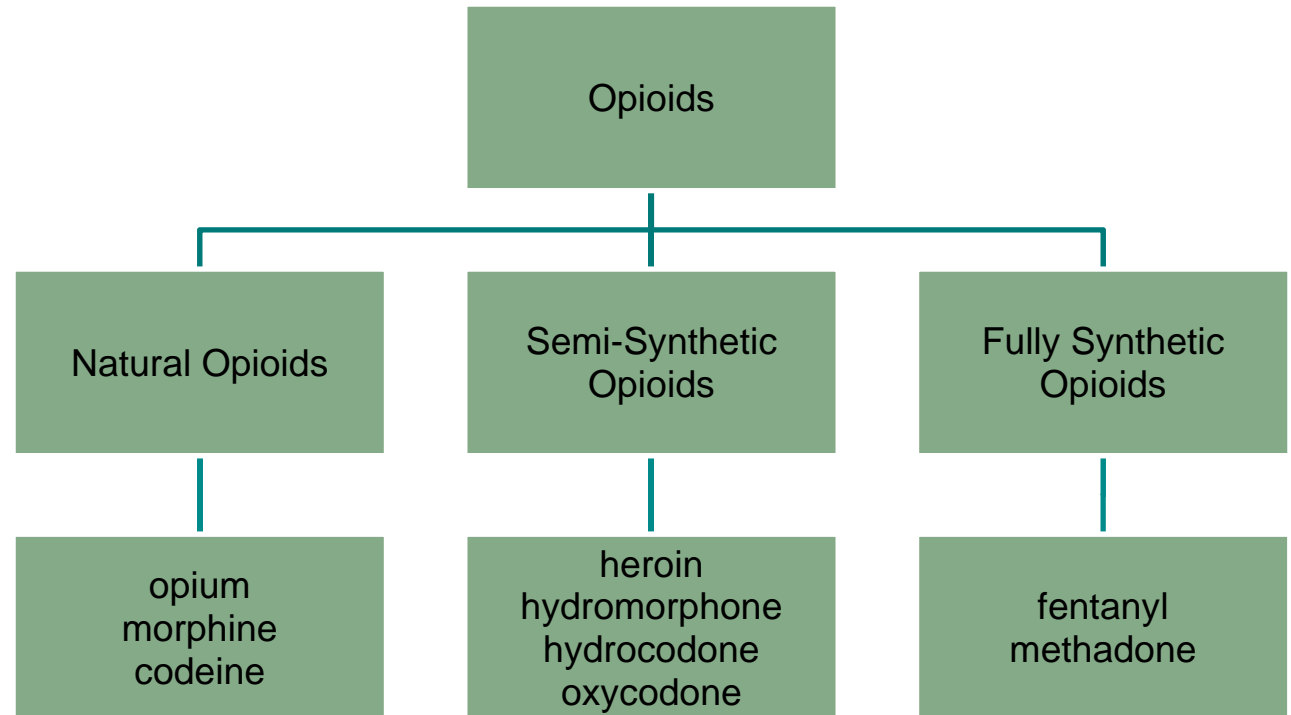 Opioids
Natural Opioids
Semi-Synthetic
Opioids
Fully Synthetic
Opioids
opium
morphine
codeine
heroin
hydromorphone
hydrocodone
oxycodone
fentanyl
methadone